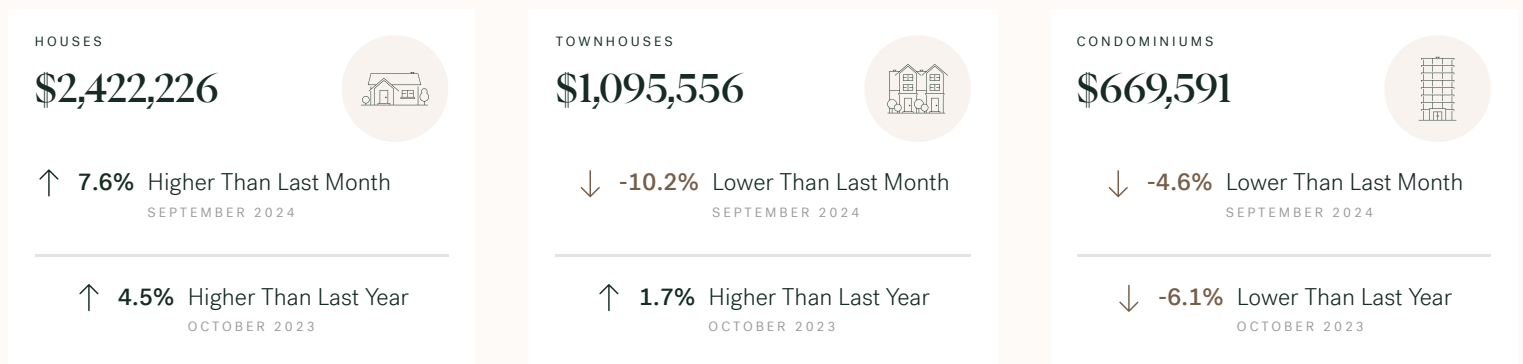 HOUSES
$2,422,226
7.6% Higher Than Last Month
SEPTEMBER 2024
4.5% Higher Than Last Year
OCTOBER 2023
TOWNHOUSES
$1,095,556
-10.2% Lower Than Last Month
SEPTEMBER 2024
1.7% Higher Than Last Year
OCTOBER 2023
CONDOMINIUMS
$669,591
-4.6% Lower Than Last Month
SEPTEMBER 2024
-6.1% Lower Than Last Year
OCTOBER 2023